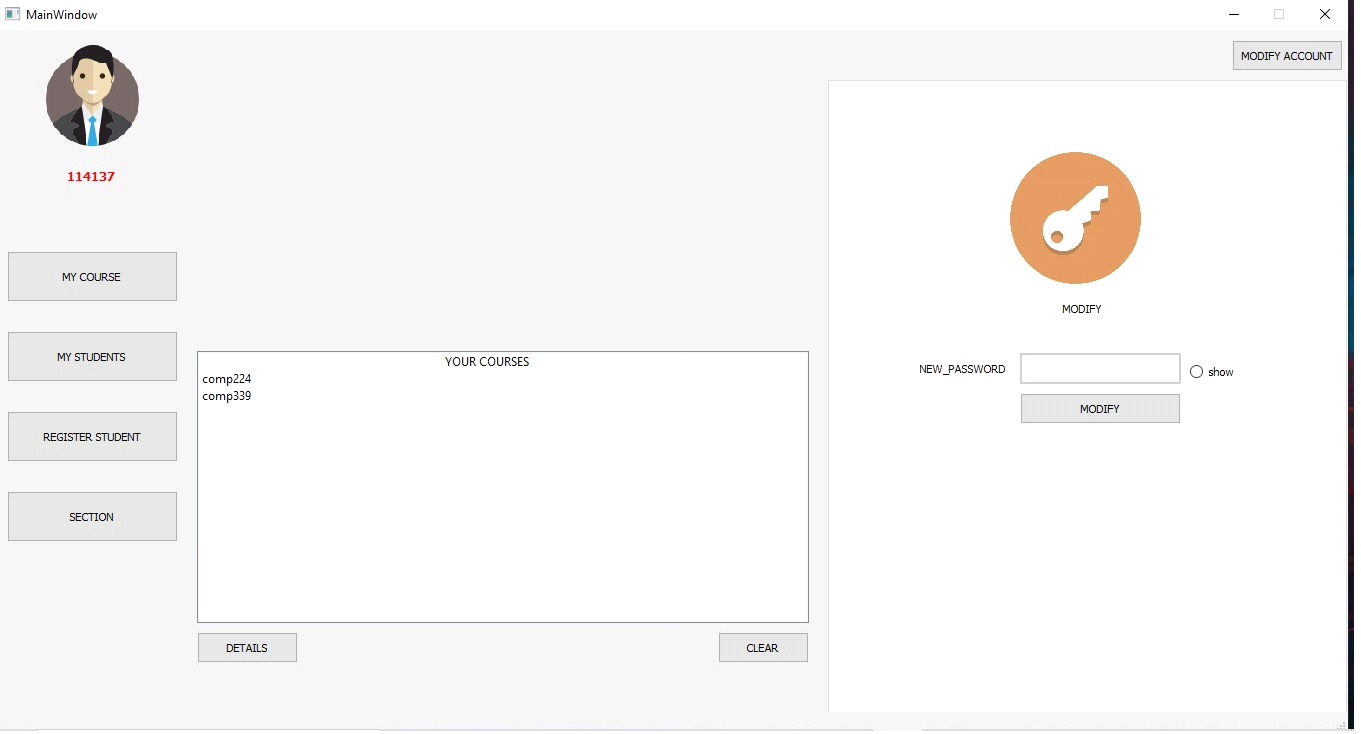 MainWindow
MODIFY ACCOUNT
114137
MY COURSE
MY STUDENTS
REGISTER STUDENT
SECTION
YOUR COURSES
comp224
comp339
DETAILS
CLEAR
MODIFY
NEW_PASSWORD
show
MODIFY